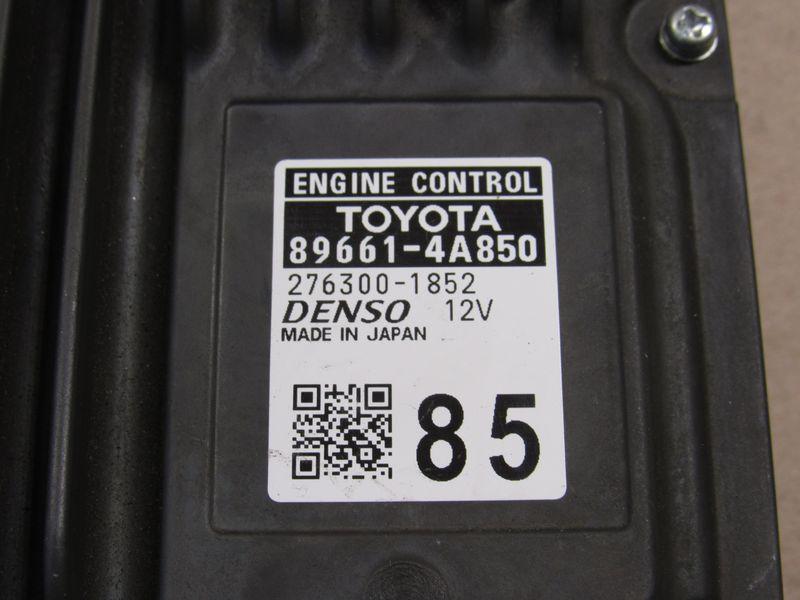 ENGINE CONTROL
TOYOTA
89661-4A850
276300-1852
DENSO 12V
MADE IN JAPAN
85